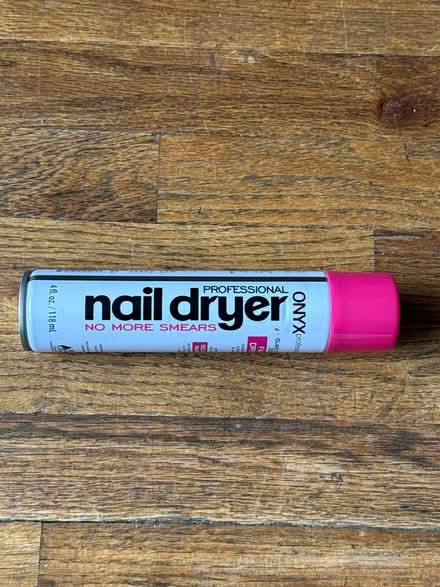 PROFESSIONAL
nail dryer
NO MORE SMEARS
ONYX
4 fl oz. / 118 mL